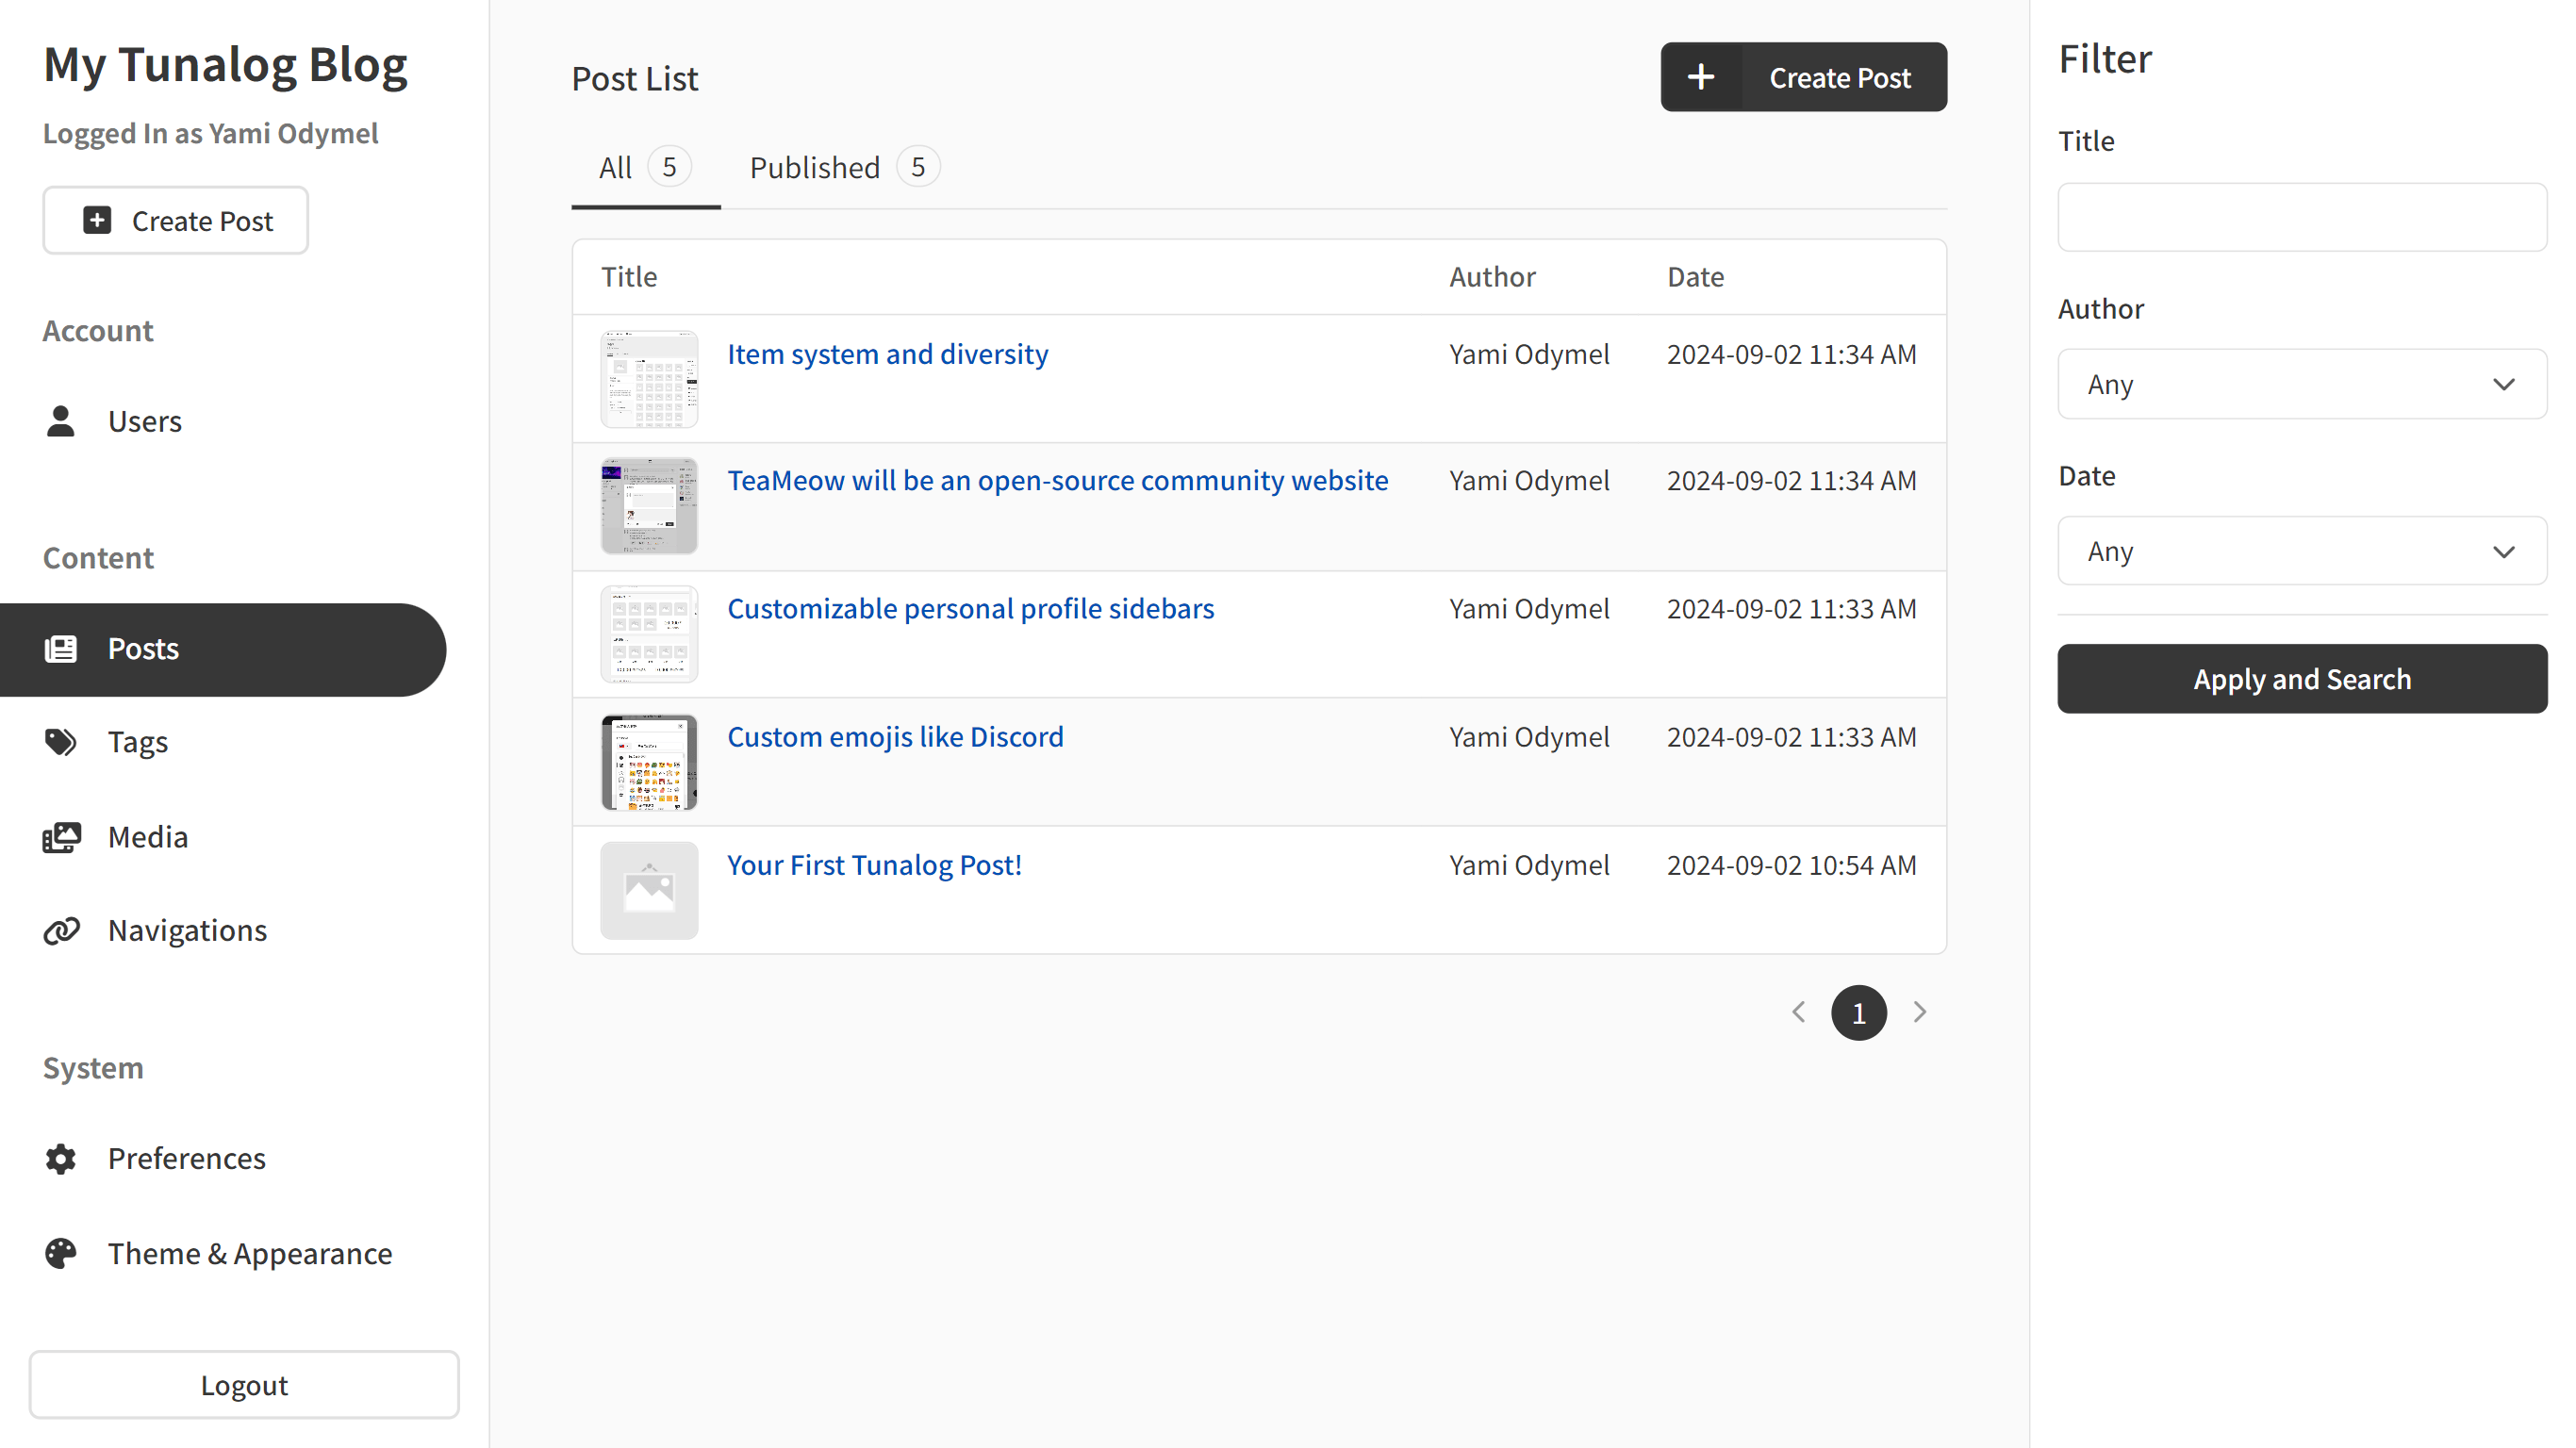 My Tunalog Blog
Logged In as Yami Odymel
Create Post
Account
Users
Content
Posts
Tags
Media
Navigations
System
Preferences
Theme & Appearance
Logout
Post List
Create Post
All 5 Published 5
Title Author Date
Item system and diversity Yami Odymel 2024-09-02 11:34 AM
TeaMeow will be an open-source community website Yami Odymel 2024-09-02 11:34 AM
Customizable personal profile sidebars Yami Odymel 2024-09-02 11:33 AM
Custom emojis like Discord Yami Odymel 2024-09-02 11:33 AM
Your First Tunalog Post! Yami Odymel 2024-09-02 10:54 AM
1
Filter
Title
Author
Any
Date
Any
Apply and Search